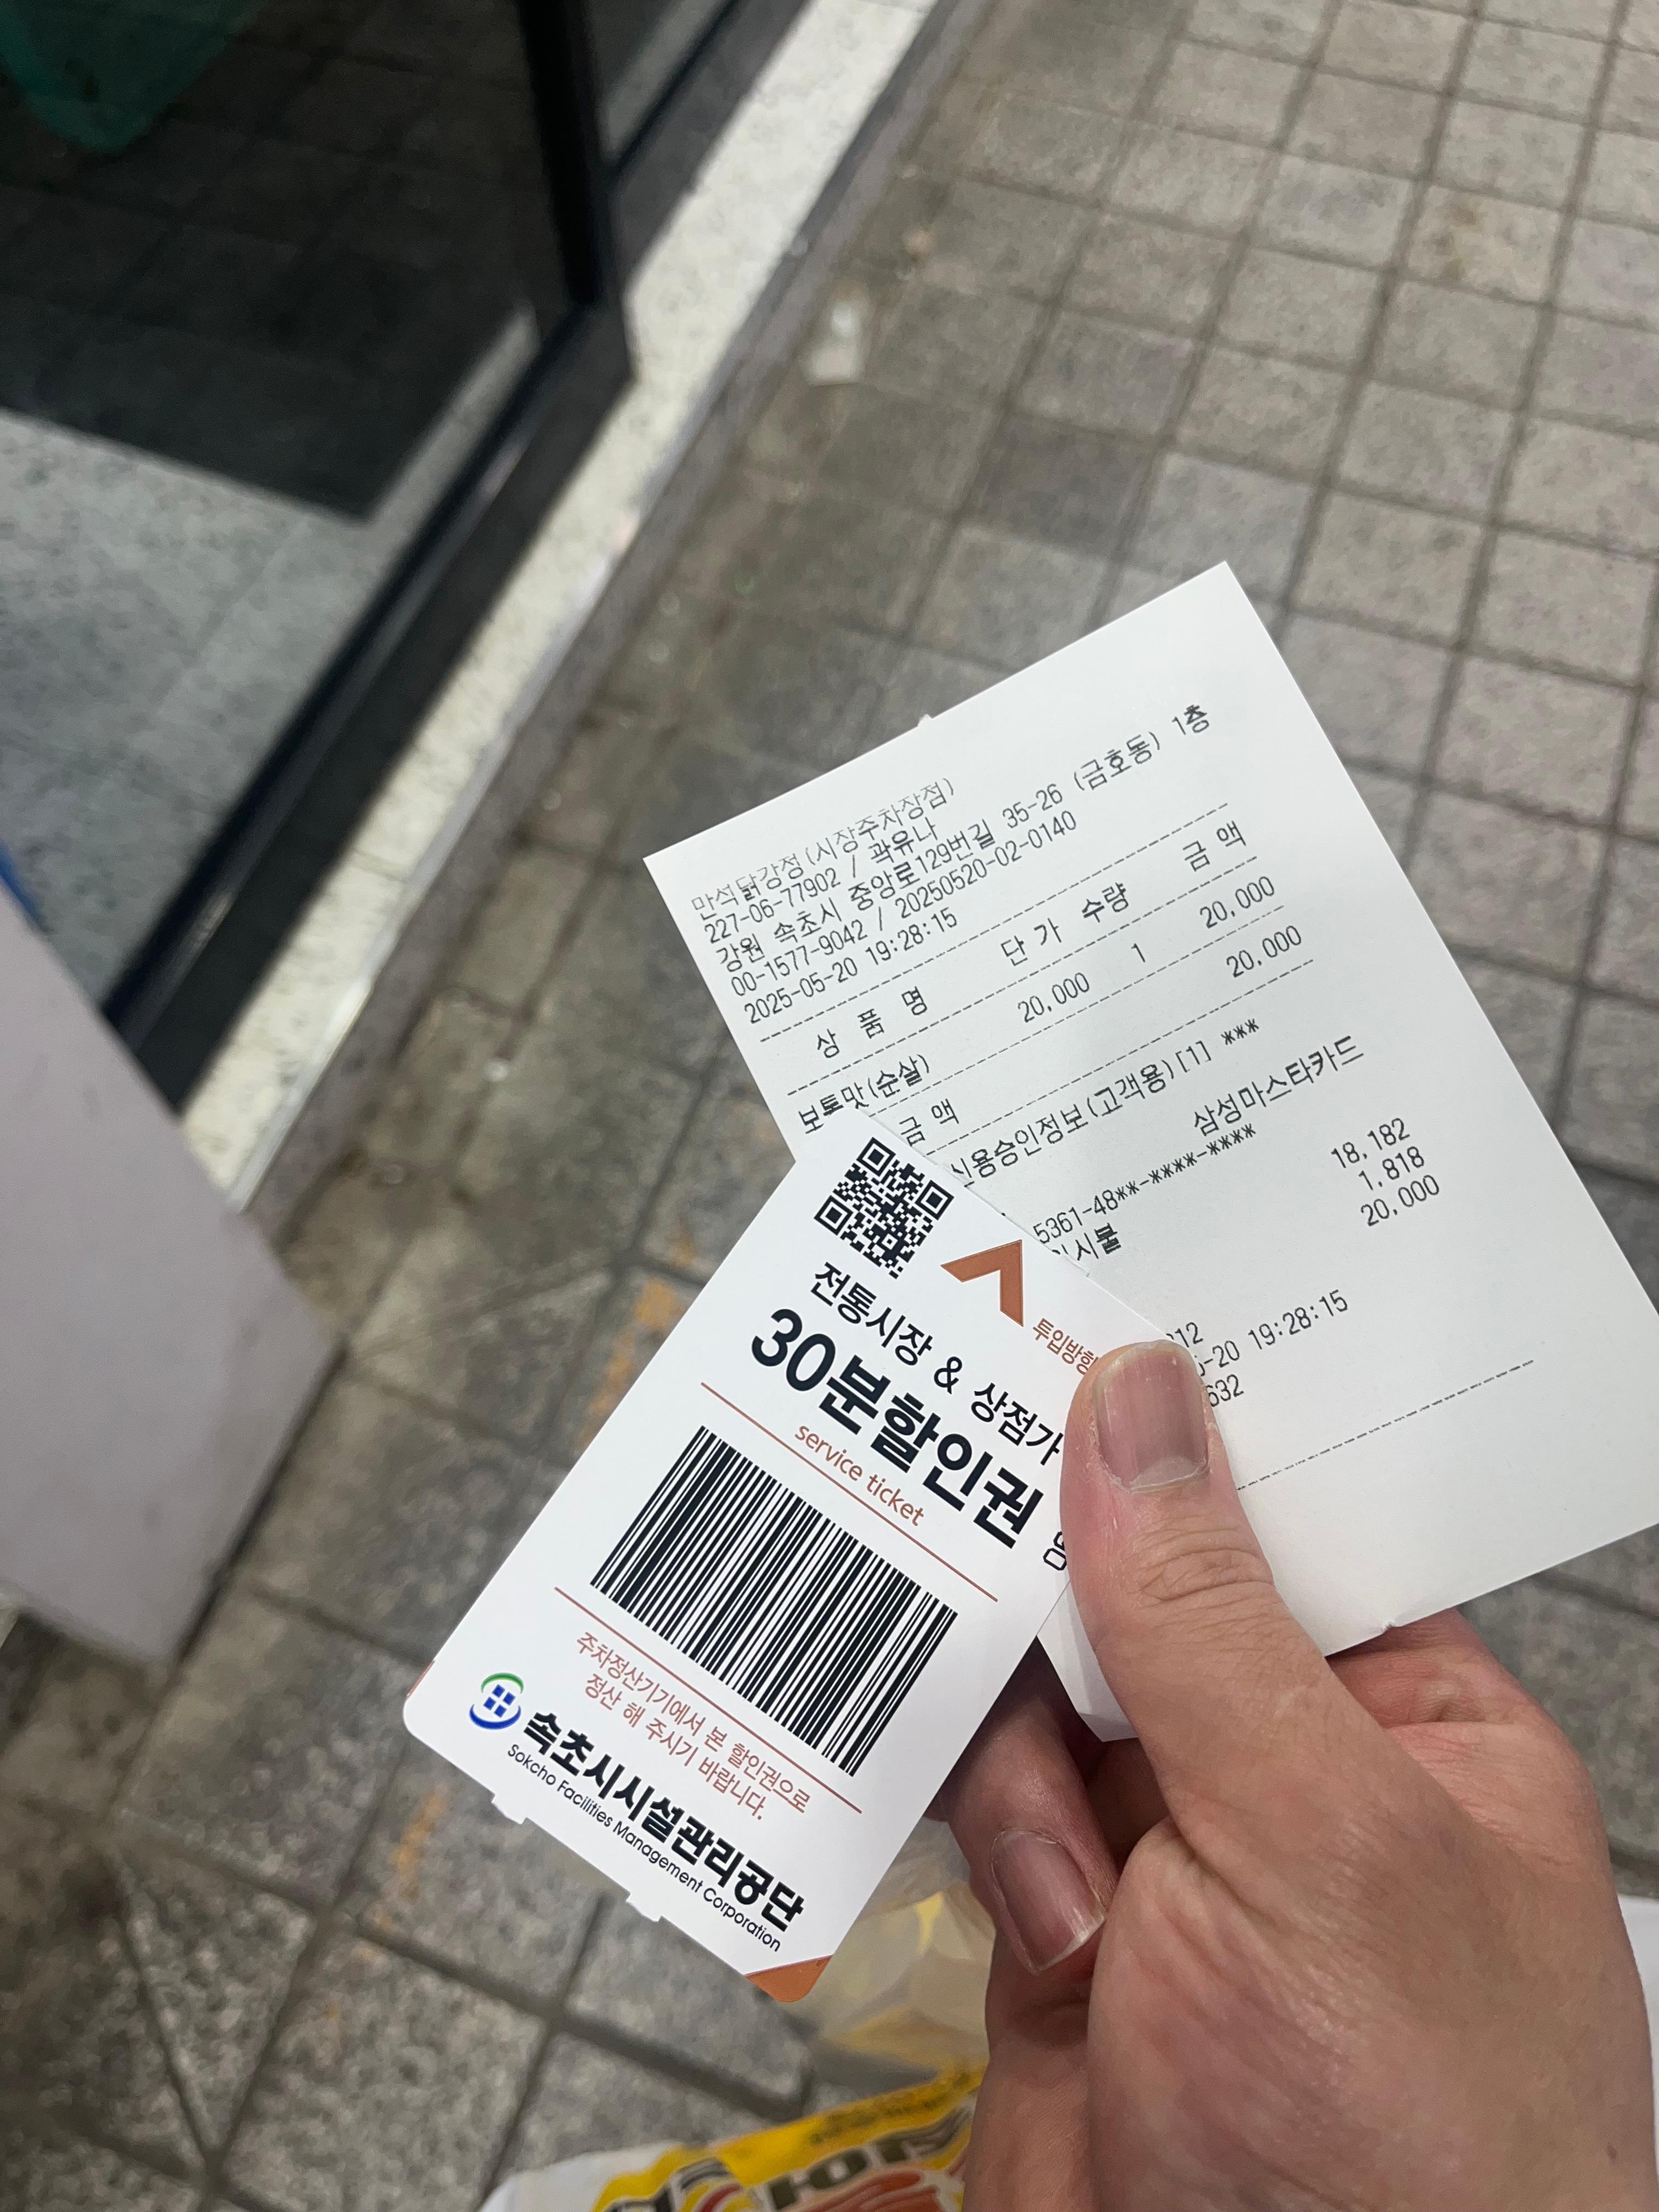 만석닭강정(시장주차장점)
227-06-77902 / 곽유나
강원 속초시 중앙로129번길 35-26 (금호동) 1층
00-1577-9042 / 20250520-02-0140
2025-05-20 19:28:15
상 품 명 단 가 수량 금 액
보통맛(순살) 20,000 1 20,000
금 액 20,000
신용승인정보(고객용)[1] ***
삼성마스타카드
5361-48**-****-****
일시불 18,182
1,818
20,000
-20 19:28:15
632
투입방향
전통시장 & 상점가
30분할인권
service ticket
주차정산기기에서 본 할인권으로
정산 해 주시기 바랍니다.
속초시시설관리공단
Sokcho Facilities Management Corporation